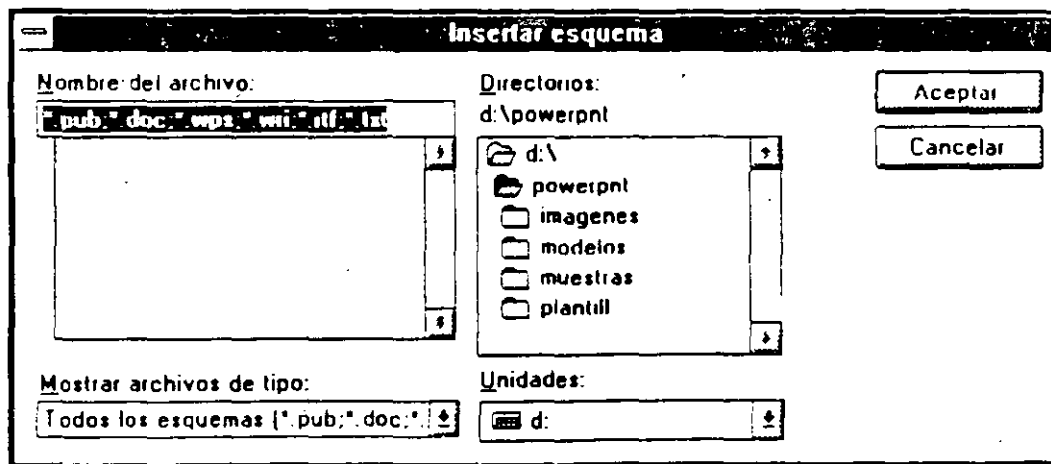 Insertar esquema
Nombre del archivo:
*.pub;*.doc;*.wps;*.wri;*.rtf;*.txt
Directorios:
d:\powerpnt
d:\
powerpnt
imagenes
modelos
muestras
plantill
Aceptar
Cancelar
Mostrar archivos de tipo:
Todos los esquemas (*.pub;*.doc;*.
Unidades:
d: